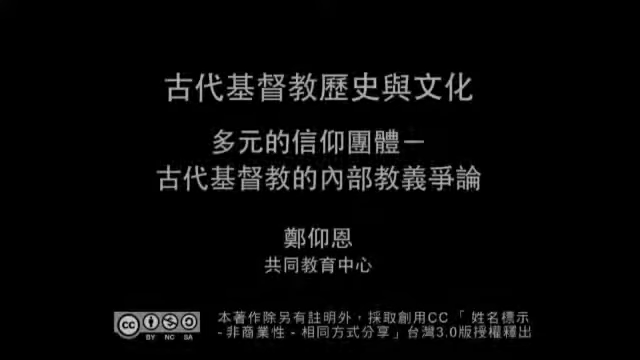 古代基督教歷史與文化
多元的信仰團體－
古代基督教的內部教義爭論
鄭仰恩
共同教育中心
cc BY NC SA
本著作除另有註明外，採取創用CC「 姓名標示
- 非商業性 - 相同方式分享」台灣3.0版授權釋出